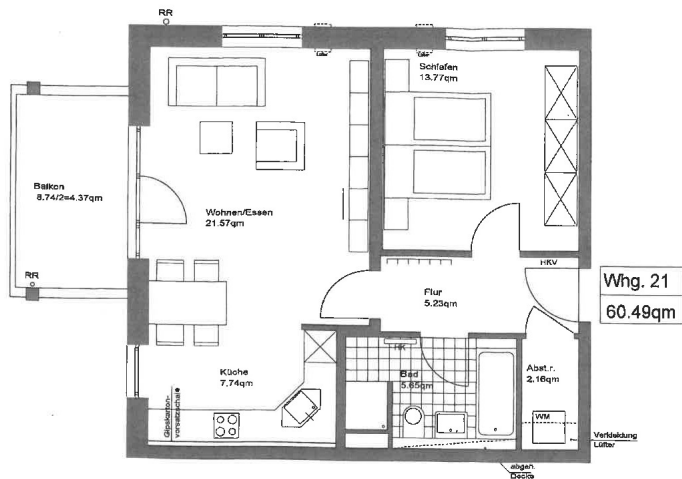 RR
Lüfter
Lüfter
Schlafen
13.77qm
Balkon
8.74/2=4.37qm
Wohnen/Essen
21.57qm
RR
HKV
Flur
5.23qm
Whg. 21
60.49qm
HK
Küche
7.74qm
Bad
5.65qm
Abst.r.
2.16qm
Gipskarton-
vorsatzschale
WM
Verkleidung
Lüfter
abgeh.
Decke